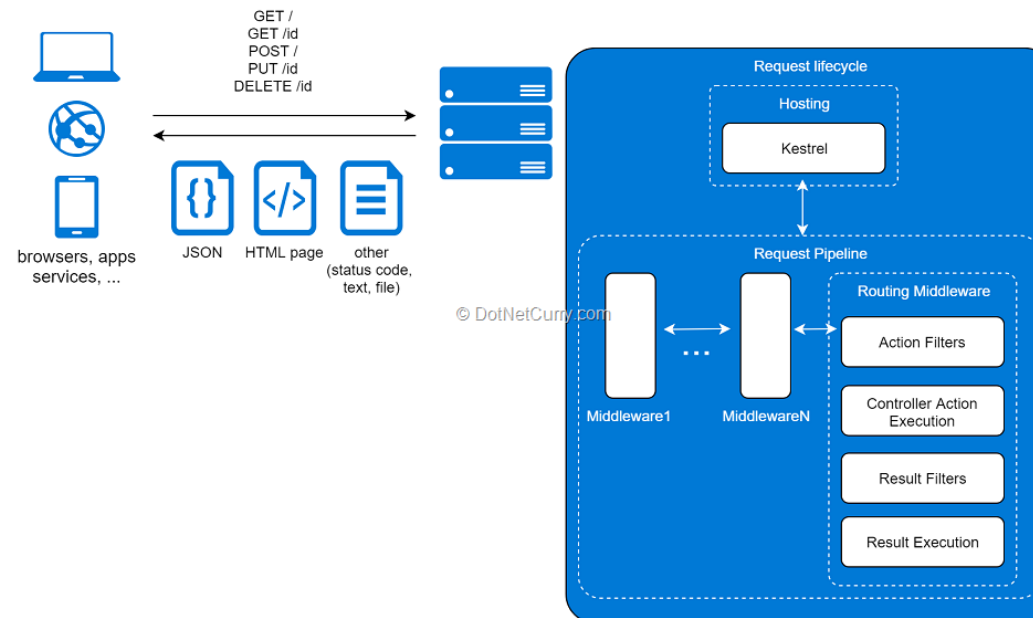 GET /
GET /id
POST /
PUT /id
DELETE /id
browsers, apps
services, ...
{}
JSON
</>
HTML page
other
(status code,
text, file)
Request lifecycle
Hosting
Kestrel
Request Pipeline
Middleware1
...
MiddlewareN
Routing Middleware
Action Filters
Controller Action
Execution
Result Filters
Result Execution
© DotNetCurry.com